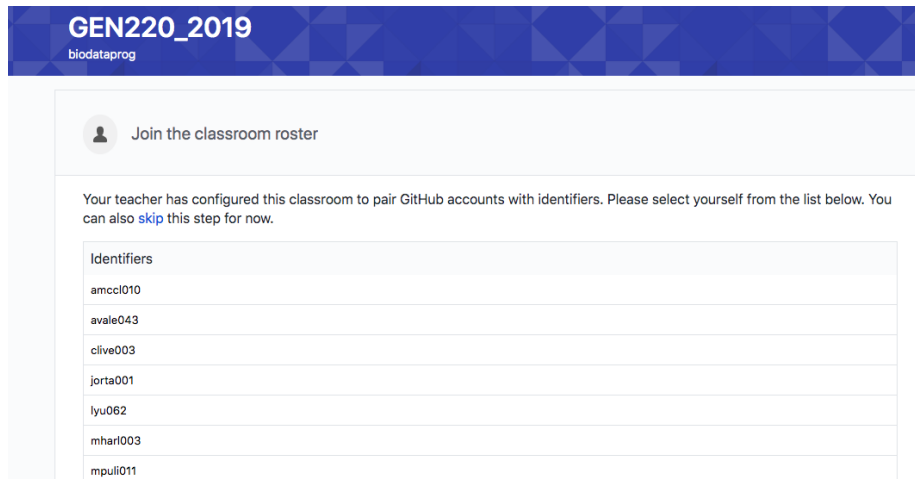 GEN220_2019
biodataprog
Join the classroom roster
Your teacher has configured this classroom to pair GitHub accounts with identifiers. Please select yourself from the list below. You
can also skip this step for now.
Identifiers
amccl010
avale043
clive003
jorta001
lyu062
mharl003
mpuli011